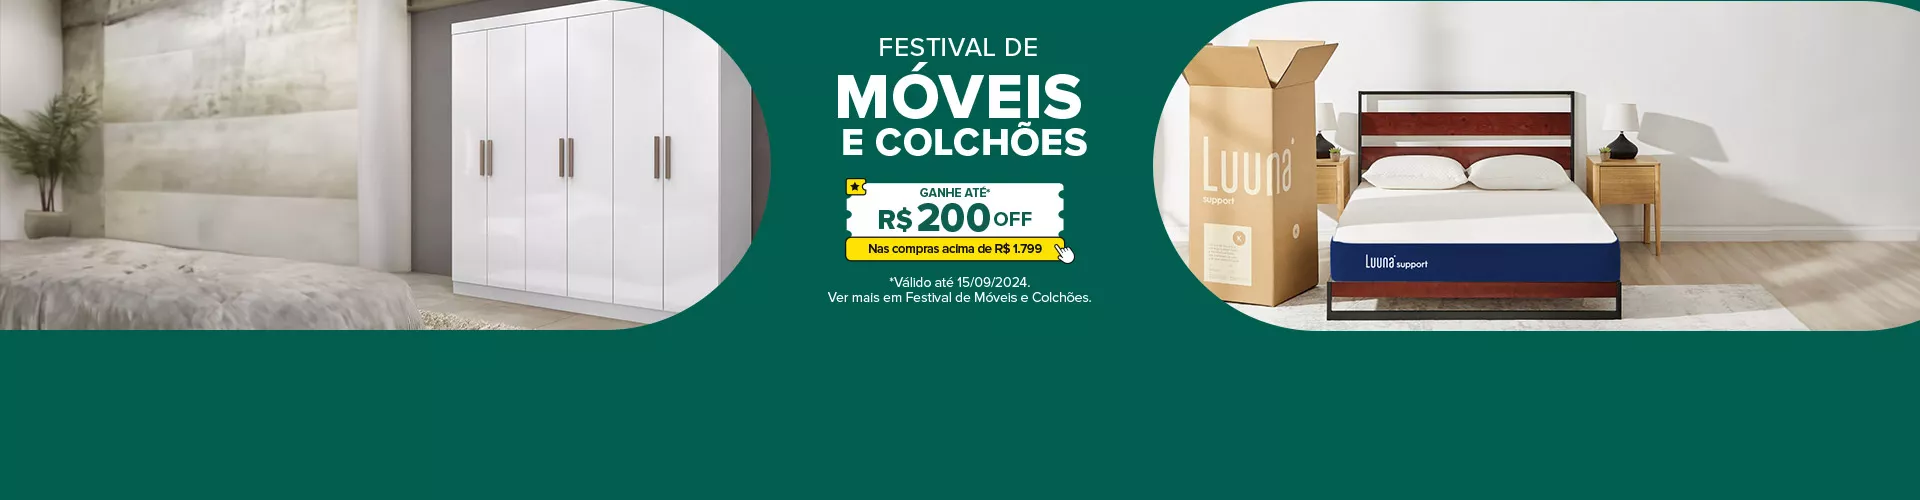 FESTIVAL DE
MÓVEIS
E COLCHÕES
GANHE ATÉ*
R$ 200 OFF
Nas compras acima de R$ 1.799
*Válido até 15/09/2024.
Ver mais em Festival de Móveis e Colchões.
Luuna
support
K
Luuna support